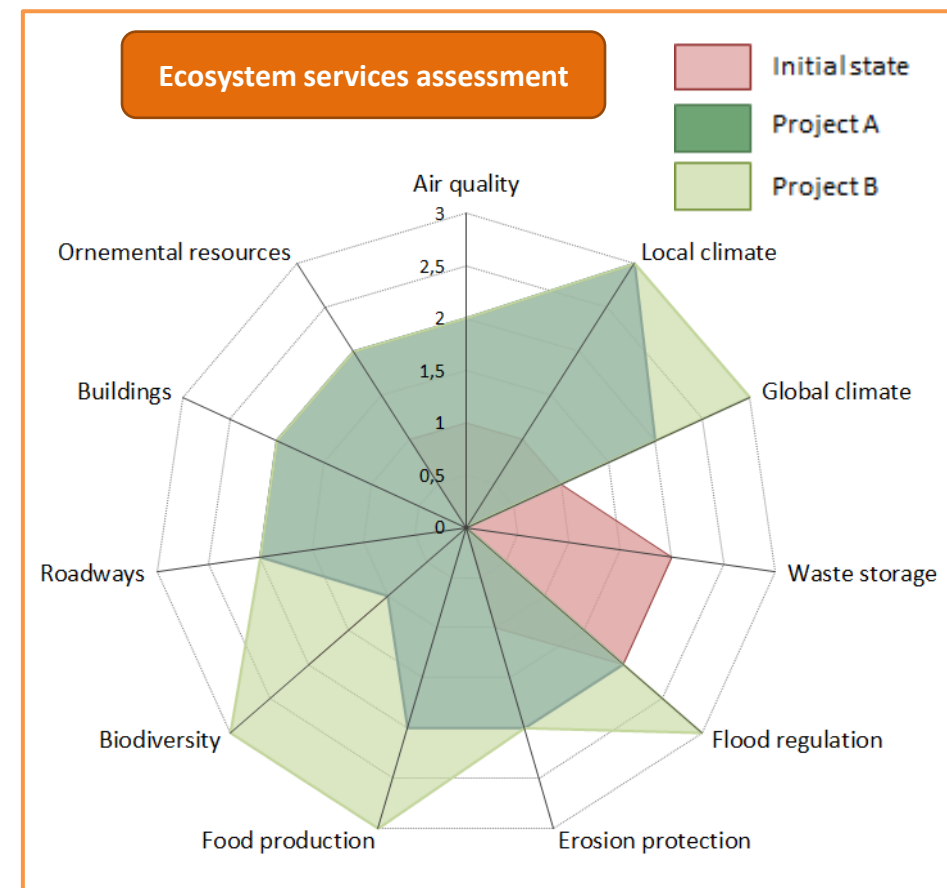 Ecosystem services assessment
Initial state
Project A
Project B
Air quality
3
Ornemental resources
Local climate
2,5
2
Buildings
1,5
Global climate
1
0,5
0
Roadways
Waste storage
Biodiversity
Flood regulation
Food production
Erosion protection